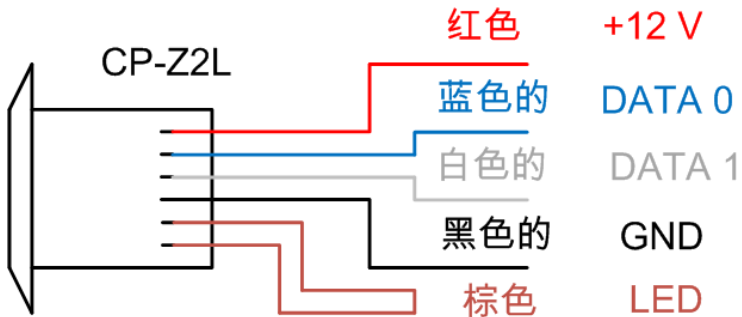 CP-Z2L
红色 +12 V
蓝色的 DATA 0
白色的 DATA 1
黑色的 GND
棕色 LED